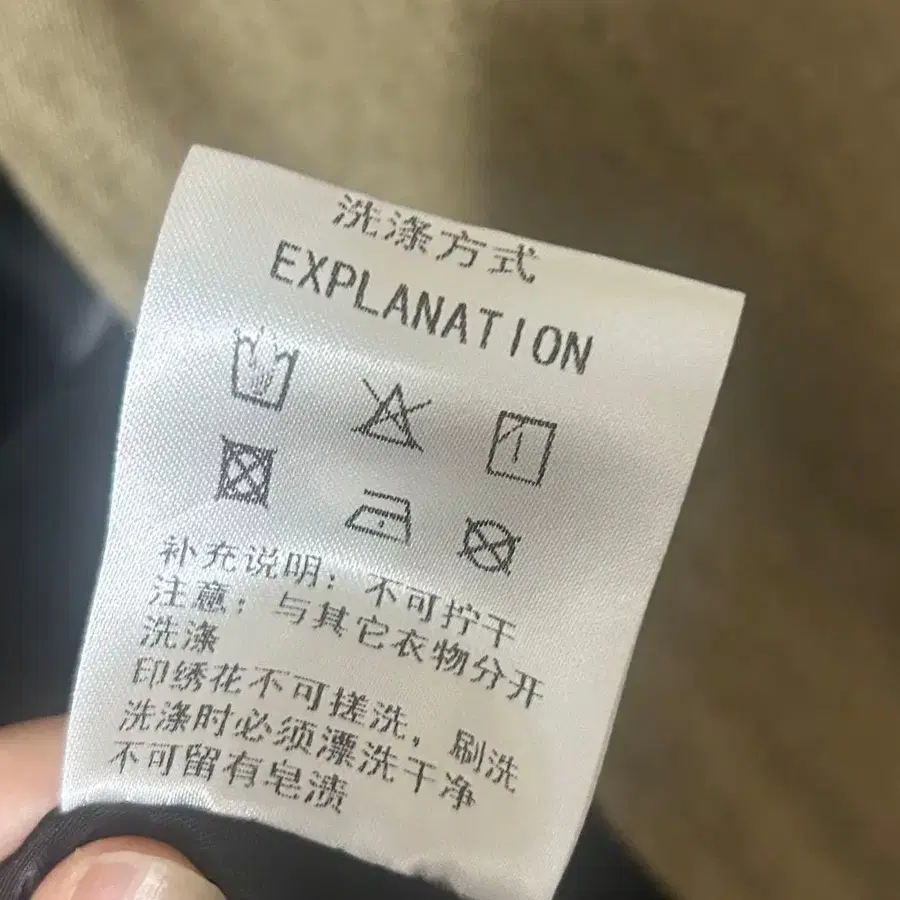 洗涤方式
EXPLANATION
补充说明：不可拧干
注意：与其它衣物分开
洗涤
印绣花不可搓洗，刷洗
洗涤时必须漂洗干净
不可留有皂渍